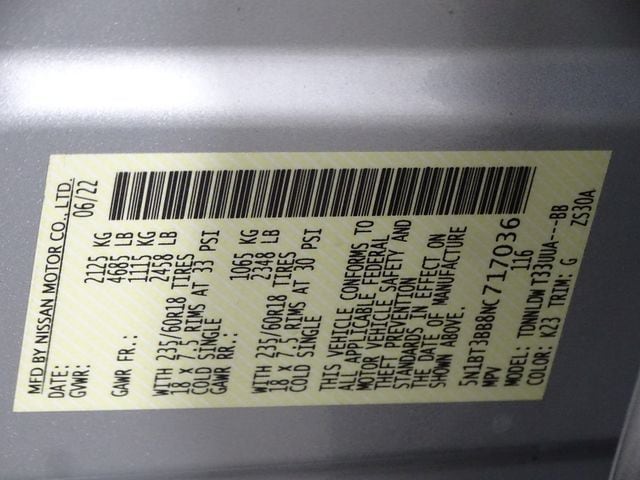 MFD BY NISSAN MOTOR CO., LTD.
DATE: 06/22
GVWR: 2125 KG
4685 LB
GAWR FR.: 1115 KG
2458 LB
WITH 235/60R18 TIRES
18 X 7.5 RIMS AT 33 PSI
COLD SINGLE
GAWR RR.: 1065 KG
2348 LB
WITH 235/60R18 TIRES
18 X 7.5 RIMS AT 30 PSI
COLD SINGLE
THIS VEHICLE CONFORMS TO
ALL APPLICABLE FEDERAL
MOTOR VEHICLE SAFETY AND
THEFT PREVENTION
STANDARDS IN EFFECT ON
THE DATE OF MANUFACTURE
SHOWN ABOVE.
5N1BT3BB8NC717036
MPV 116
MODEL: TDNNLDW T33UUA---BB
COLOR: K23 TRIM: G ZS30A